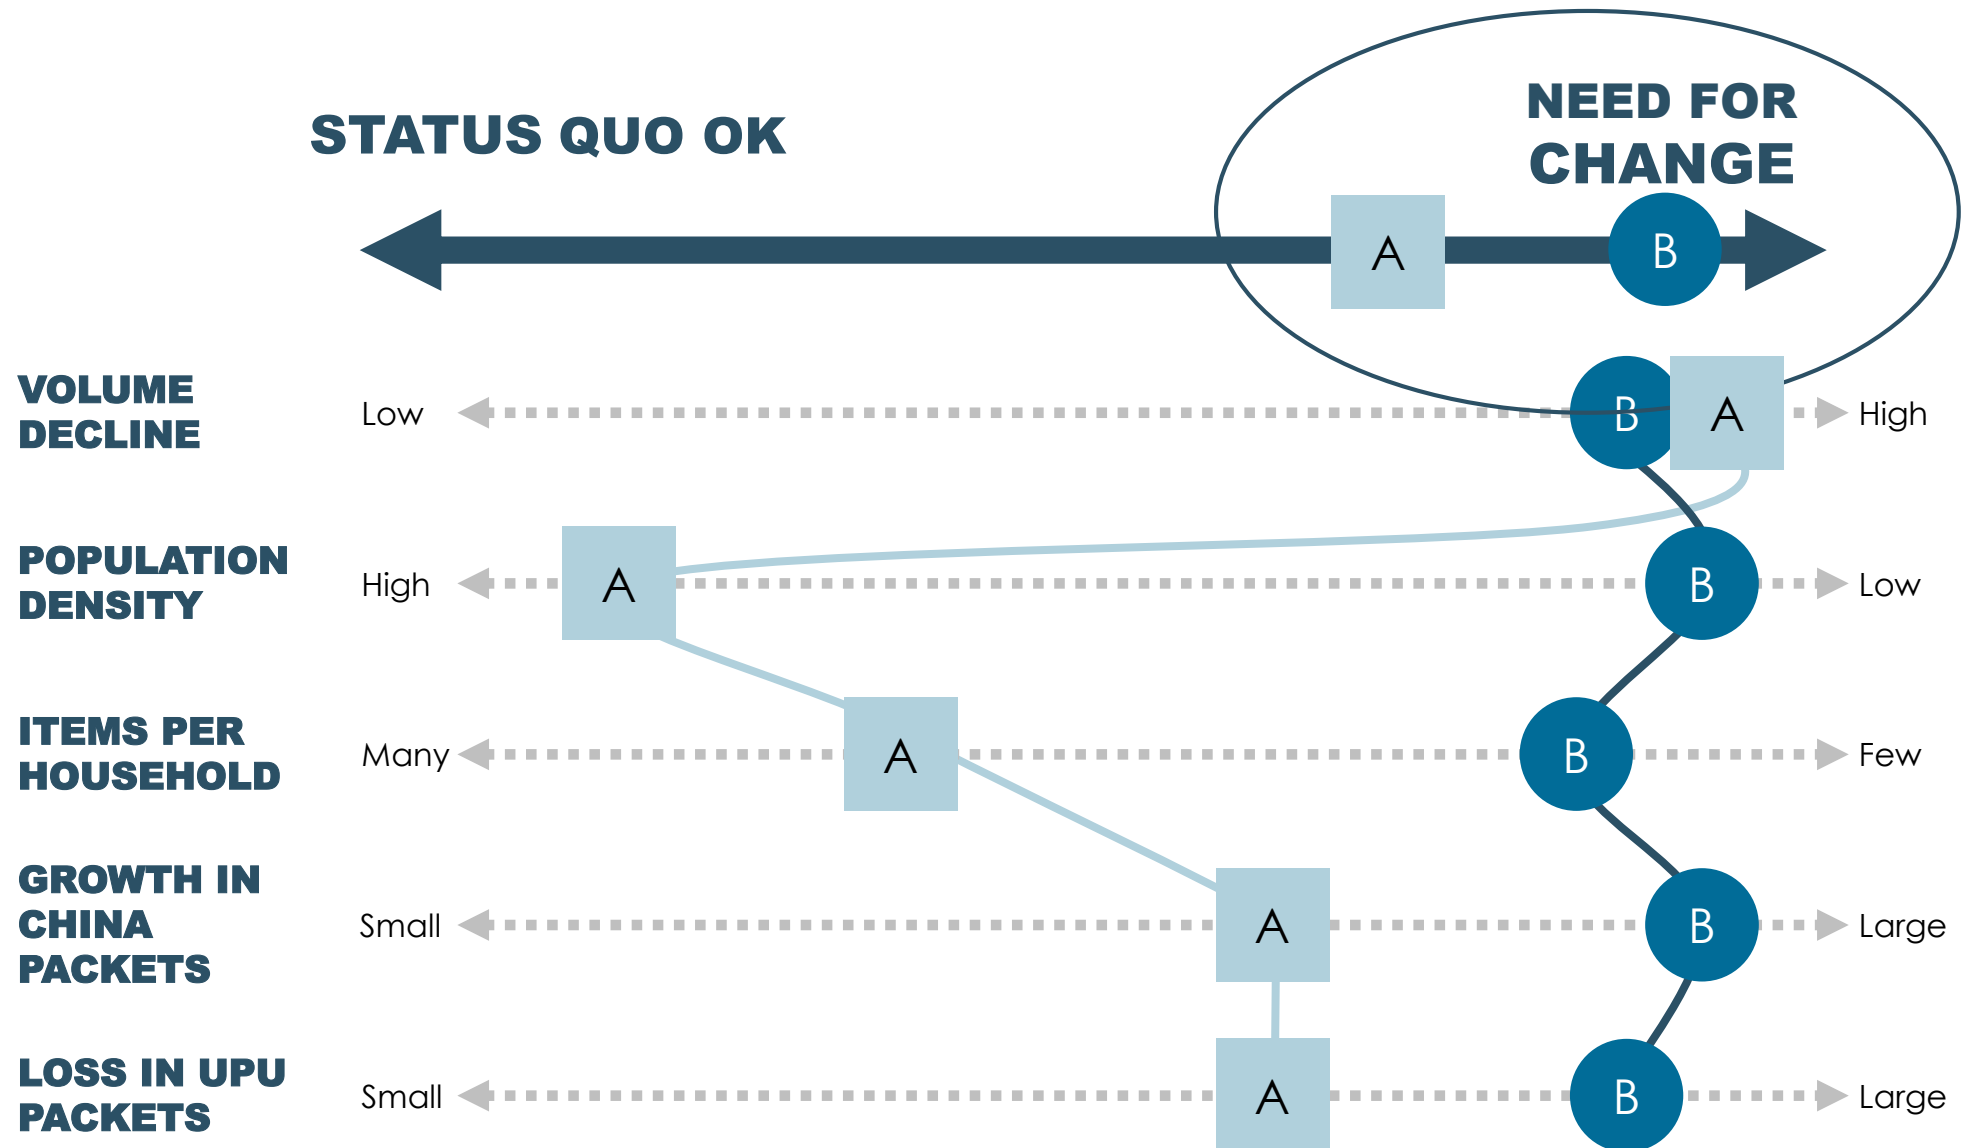 STATUS QUO OK
NEED FOR
CHANGE
A
B
VOLUME
DECLINE
Low
B
A
High
POPULATION
DENSITY
High
A
B
Low
ITEMS PER
HOUSEHOLD
Many
A
B
Few
GROWTH IN
CHINA
PACKETS
Small
A
B
Large
LOSS IN UPU
PACKETS
Small
A
B
Large